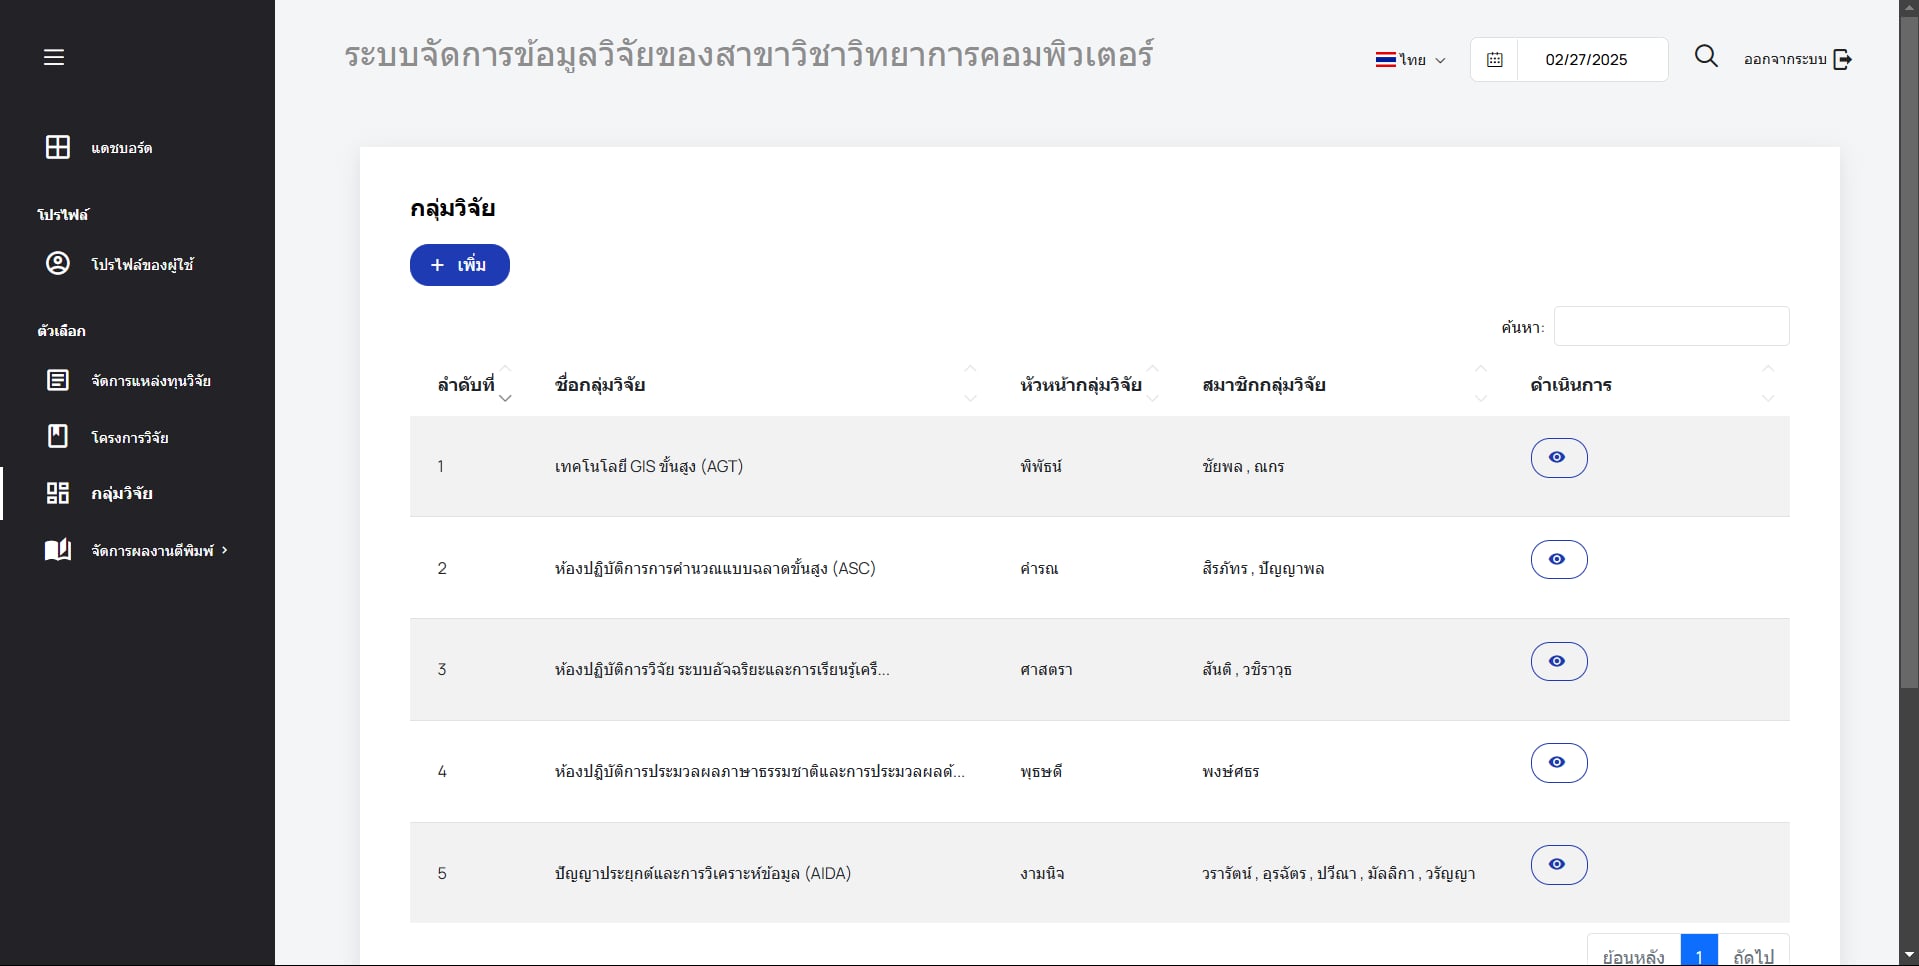 ระบบจัดการข้อมูลวิจัยของสาขาวิชาวิทยาการคอมพิวเตอร์
ไทย
02/27/2025
ออกจากระบบ
แดชบอร์ด
โปรไฟล์
โปรไฟล์ของผู้ใช้
ตัวเลือก
จัดการแหล่งทุนวิจัย
โครงการวิจัย
กลุ่มวิจัย
จัดการผลงานตีพิมพ์
กลุ่มวิจัย
+ เพิ่ม
ค้นหา:
ลำดับที่ ชื่อกลุ่มวิจัย หัวหน้ากลุ่มวิจัย สมาชิกกลุ่มวิจัย ดำเนินการ
1 เทคโนโลยี GIS ขั้นสูง (AGT) พิพัธน์ ชัยพล , ณกร
2 ห้องปฏิบัติการการคำนวณแบบฉลาดขั้นสูง (ASC) คำรณ สิรภัทร , ปัญญาพล
3 ห้องปฏิบัติการวิจัย ระบบอัจฉริยะและการเรียนรู้เครื่... ศาสตรา สันติ , วชิราวุธ
4 ห้องปฎิบัติการประมวลผลภาษาธรรมชาติและการประมวลผลด้... พุธษดี พงษ์ศธร
5 ปัญญาประยุกต์และการวิเคราะห์ข้อมูล (AIDA) งามนิจ วรารัตน์ , อุรฉัตร , ปวีณา , มัลลิกา , วรัญญา
ย้อนหลัง 1 ถัดไป